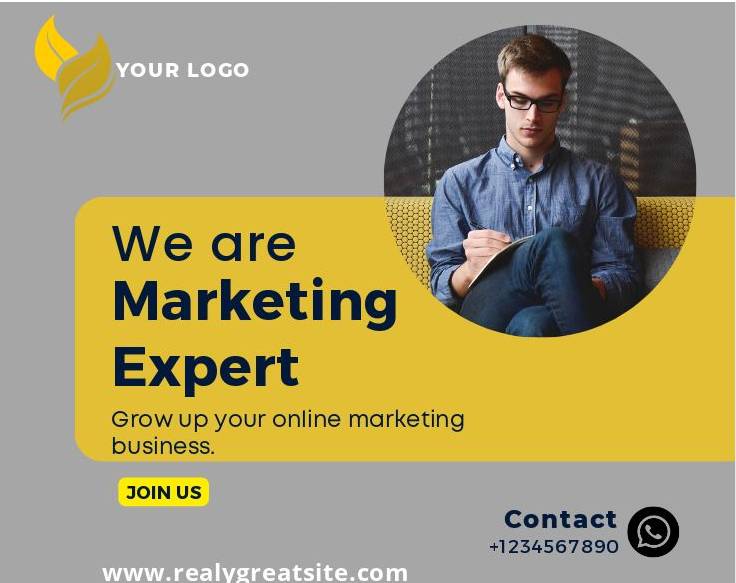 YOUR LOGO
We are
Marketing
Expert
Grow up your online marketing
business.
JOIN US
Contact
+1234567890
www.realygreatsite.com